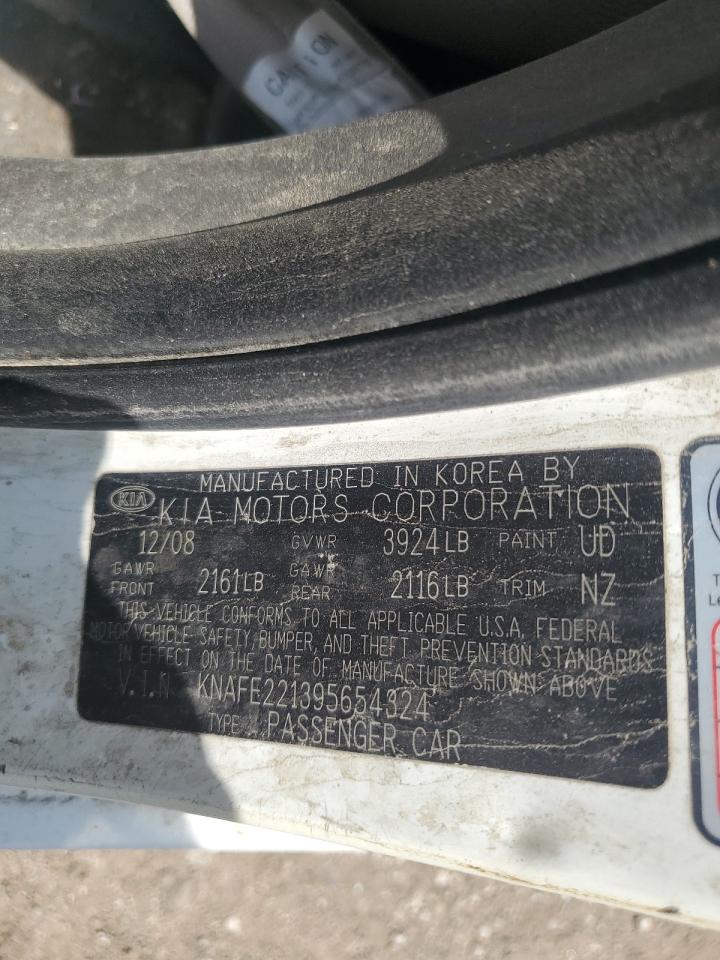 CAUTION
MANUFACTURED IN KOREA BY
KIA
KIA MOTORS CORPORATION
12/08 GVWR 3924LB PAINT UD
GAWR FRONT 2161LB GAWR REAR 2116LB TRIM NZ
THIS VEHICLE CONFORMS TO ALL APPLICABLE U.S.A. FEDERAL
MOTOR VEHICLE SAFETY, BUMPER, AND THEFT PREVENTION STANDARDS
IN EFFECT ON THE DATE OF MANUFACTURE SHOWN ABOVE
V.I.N. KNAFE221395654324
TYPE PASSENGER CAR